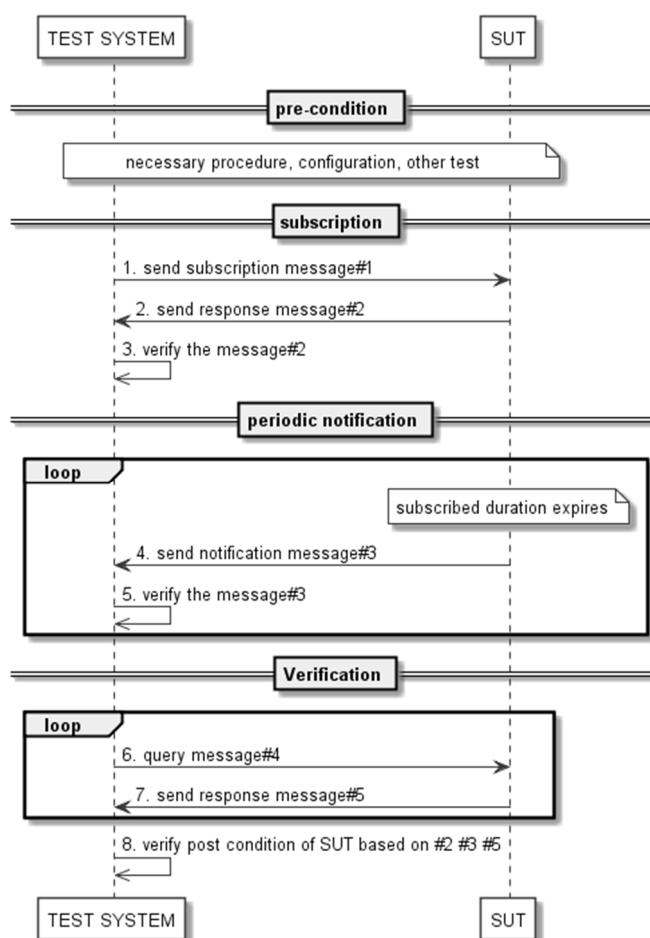 TEST SYSTEM
SUT
pre-condition
necessary procedure, configuration, other test
subscription
1. send subscription message#1
2. send response message#2
3. verify the message#2
periodic notification
loop
subscribed duration expires
4. send notification message#3
5. verify the message#3
Verification
loop
6. query message#4
7. send response message#5
8. verify post condition of SUT based on #2 #3 #5
TEST SYSTEM
SUT